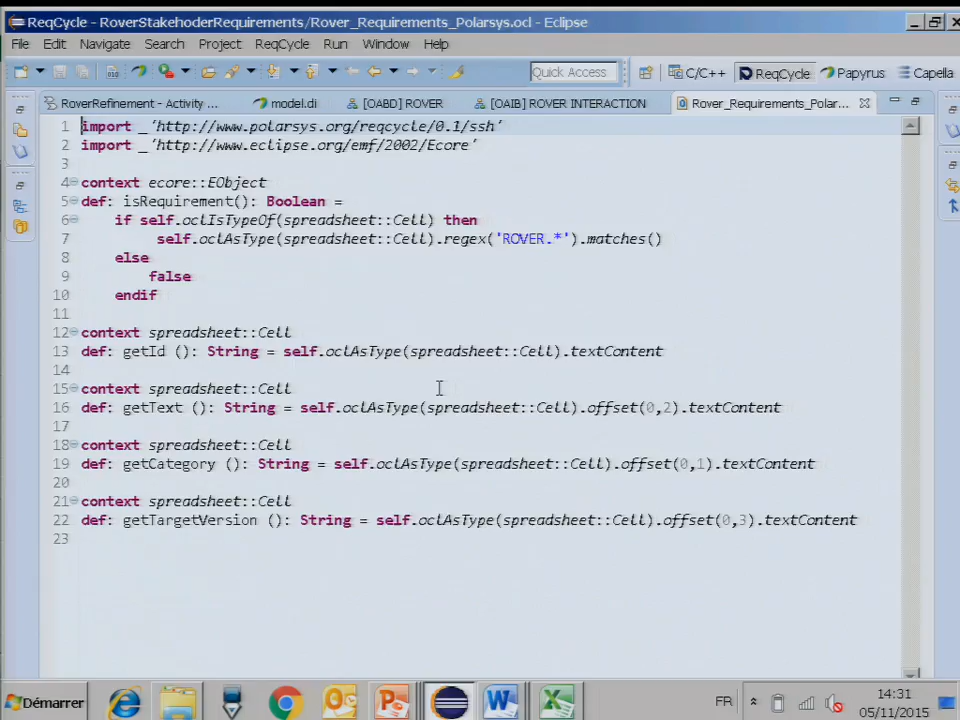 ReqCycle - RoverStakehoderRequirements/Rover_Requirements_Polarsys.ocl - Eclipse
File Edit Navigate Search Project ReqCycle Run Window Help
Quick Access C/C++ ReqCycle Papyrus Capella
RoverRefinement - Activity ... model.di [OABD] ROVER [OAIB] ROVER INTERACTION Rover_Requirements_Polar...
1 import _'http://www.polarsys.org/reqcycle/0.1/ssh'
2 import _'http://www.eclipse.org/emf/2002/Ecore'
3
4 context ecore::EObject
5 def: isRequirement(): Boolean =
6 if self.oclIsTypeOf(spreadsheet::Cell) then
7 self.oclAsType(spreadsheet::Cell).regex('ROVER.*').matches()
8 else
9 false
10 endif
11
12 context spreadsheet::Cell
13 def: getId (): String = self.oclAsType(spreadsheet::Cell).textContent
14
15 context spreadsheet::Cell
16 def: getText (): String = self.oclAsType(spreadsheet::Cell).offset(0,2).textContent
17
18 context spreadsheet::Cell
19 def: getCategory (): String = self.oclAsType(spreadsheet::Cell).offset(0,1).textContent
20
21 context spreadsheet::Cell
22 def: getTargetVersion (): String = self.oclAsType(spreadsheet::Cell).offset(0,3).textContent
23
Démarrer FR 14:31
05/11/2015